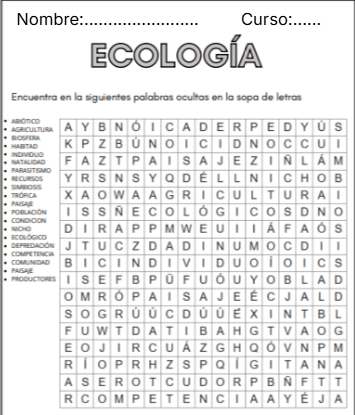 Nombre:........................ Curso:......
ECOLOGÍA
Encuentra en la siguientes palabras ocultas en la sopa de letras
• ABIÓTICO
• AGRICULTURA
• BIOSFERA
• HABITAD
• INDIVIDUO
• NATALIDAD
• PARASITISMO
• RECURSOS
• SIMBIOSIS
• TRÓFICA
• PAISAJE
• POBLACIÓN
• CONDICION
• NICHO
• ECOLÓGICO
• DEPREDACIÓN
• COMPETENCIA
• COMUNIDAD
• PAISAJE
• PRODUCTORES
A Y B N Ó I C A D E R P E D Y Ú S
K P Z B Ú N O I C I D N O C C U I
F A Z T P A I S A J E Z I Ñ L Á M
Y R S N S Y Q D É L L N I C H O B
X A O W A A G R I C U L T U R A I
I S S Ñ E C O L Ó G I C O S D N O
D I R A P P M W E U I I Á F A Ó S
J T U C Z D A D I N U M O C D I I
B I C I N D I V I D U O Í O I C S
I S E F B P Ü F U Ó U Y O B L A D
O M R Ó P A I S A J E É C J A L D
S O G R Ú Ú C D Ú Ú É X I N T B L
F U W T D A T I B A H G T V A O G
E O J I R C U Á Z G H Q Ó V N P M
R Í O P R H Z S P Q Í G I T A N A
A S E R O T C U D O R P B Ñ F T T
R C O M P E T E N C I A A Y É J A